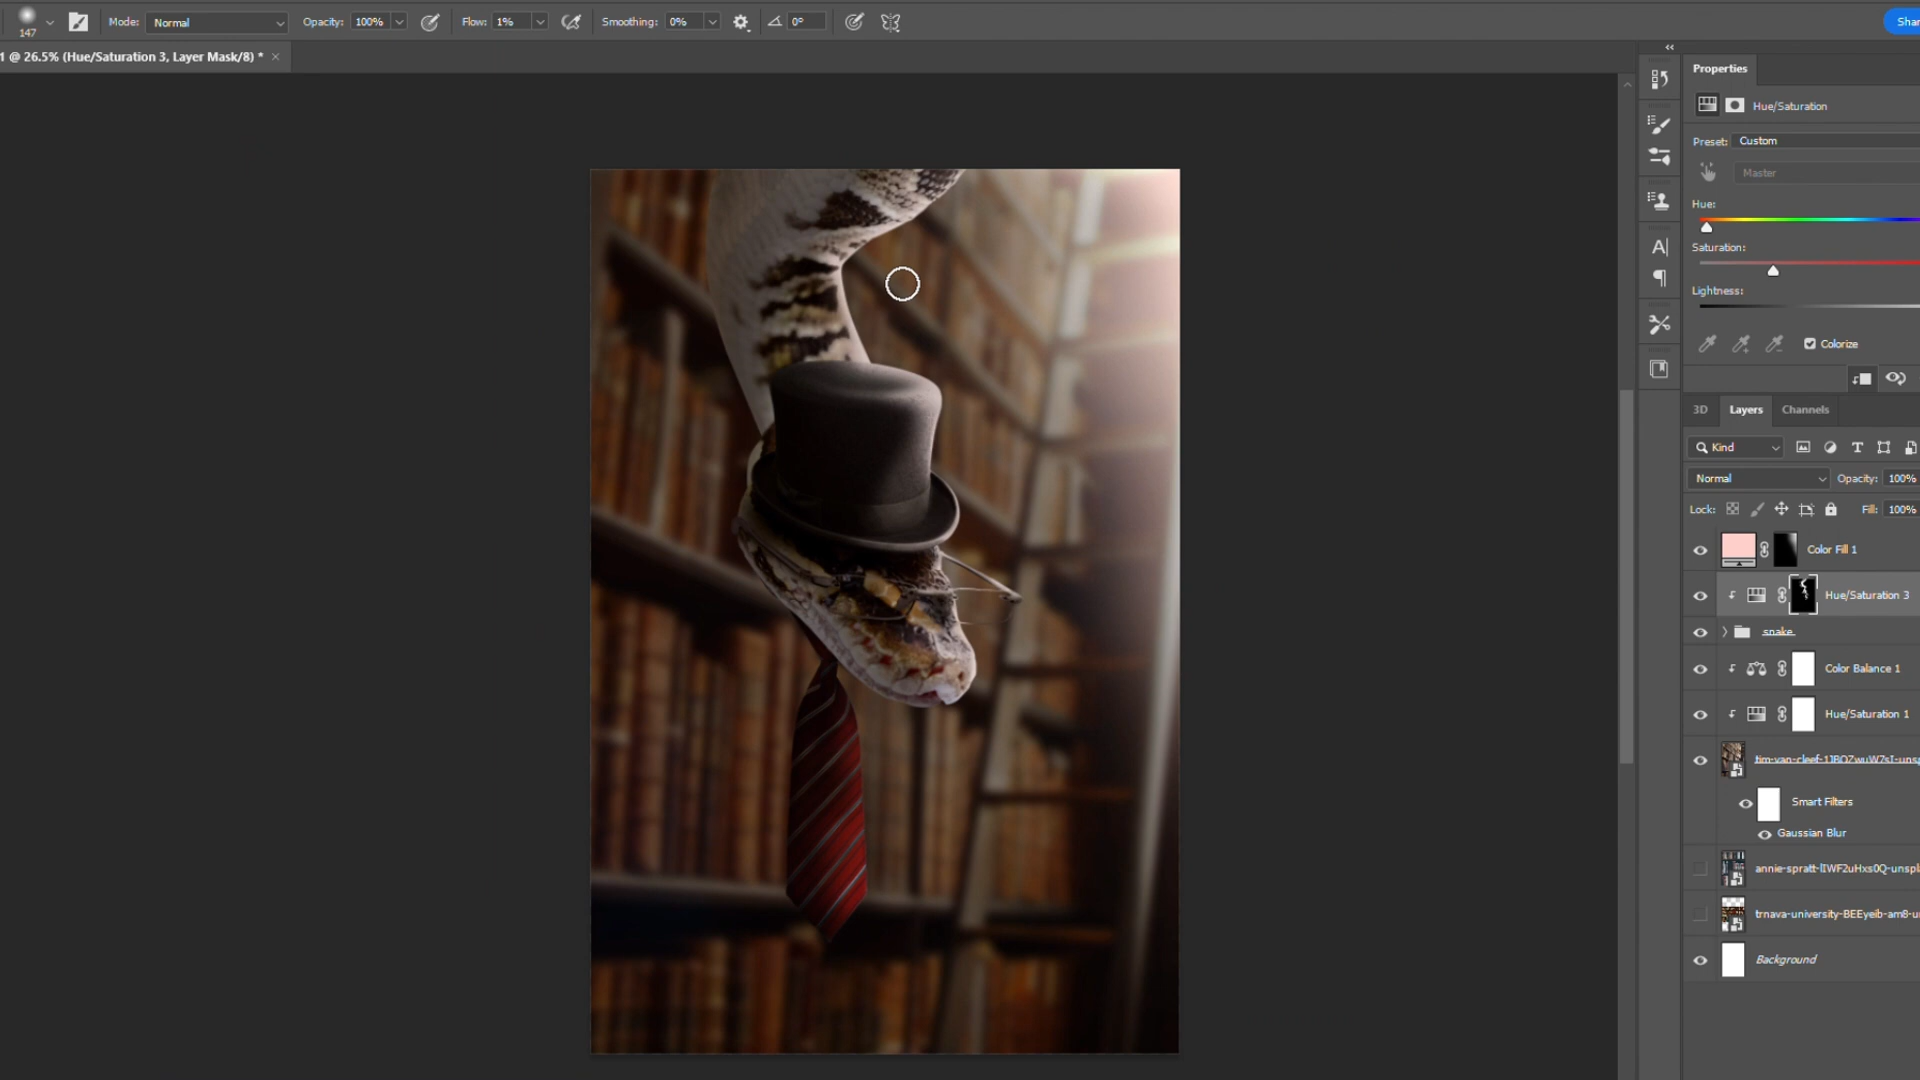 147
Mode: Normal
Opacity: 100%
Flow: 1%
Smoothing: 0%
0°
Shar
1 @ 26.5% (Hue/Saturation 3, Layer Mask/8) *
Properties
Hue/Saturation
Preset: Custom
Master
Hue:
Saturation:
Lightness:
Colorize
3D Layers Channels
Kind
Normal Opacity: 100%
Lock: Fill: 100%
Color Fill 1
Hue/Saturation 3
snake
Color Balance 1
Hue/Saturation 1
Smart Filters
Gaussian Blur
Background